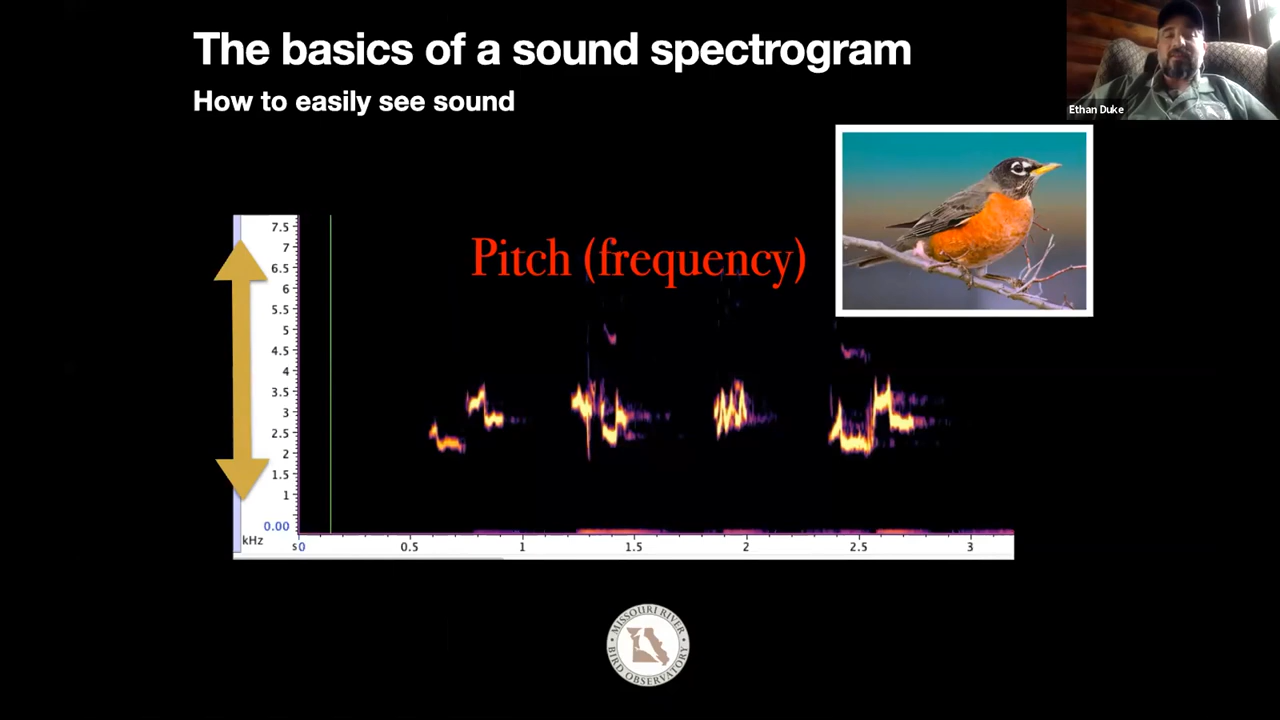 The basics of a sound spectrogram
How to easily see sound
Ethan Duke
Pitch (frequency)
7.5
7
6.5
6
5.5
5
4.5
4
3.5
3
2.5
2
1.5
1
0.00
kHz
s0 0.5 1 1.5 2 2.5 3
MISSOURI RIVER
BIRD OBSERVATORY